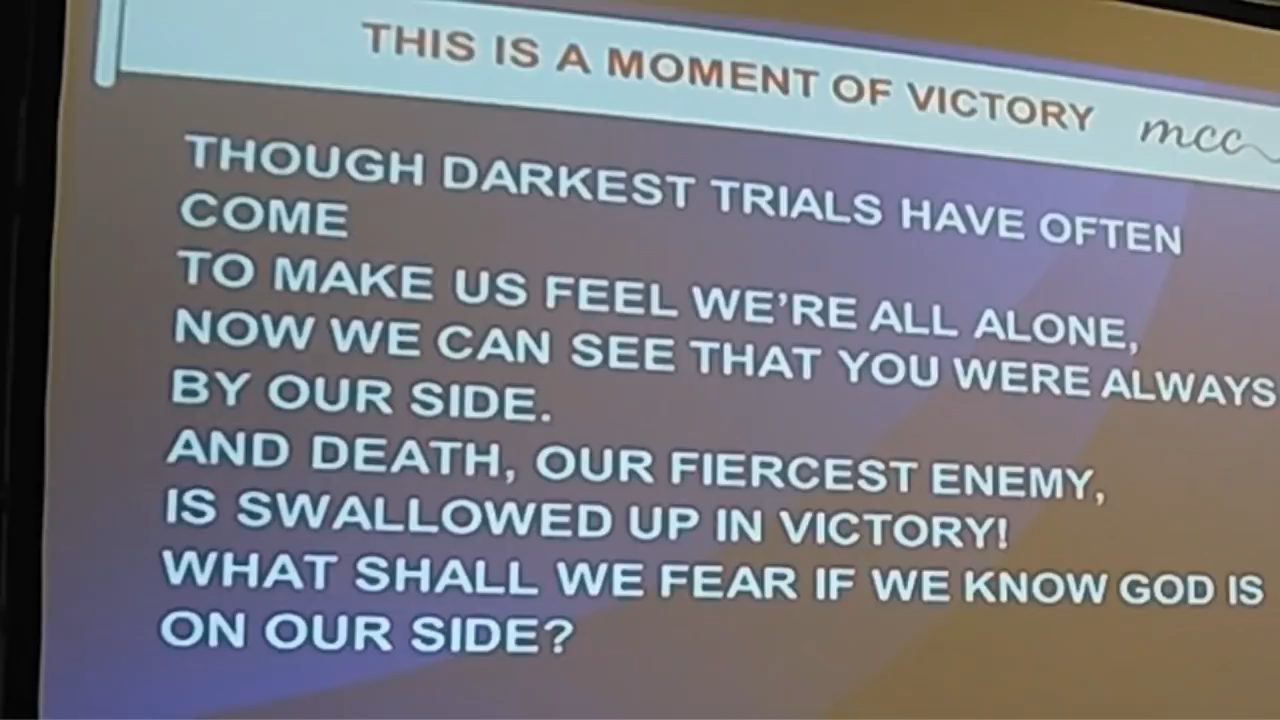 THIS IS A MOMENT OF VICTORY
mcc
THOUGH DARKEST TRIALS HAVE OFTEN
COME
TO MAKE US FEEL WE'RE ALL ALONE,
NOW WE CAN SEE THAT YOU WERE ALWAYS
BY OUR SIDE.
AND DEATH, OUR FIERCEST ENEMY,
IS SWALLOWED UP IN VICTORY!
WHAT SHALL WE FEAR IF WE KNOW GOD IS
ON OUR SIDE?